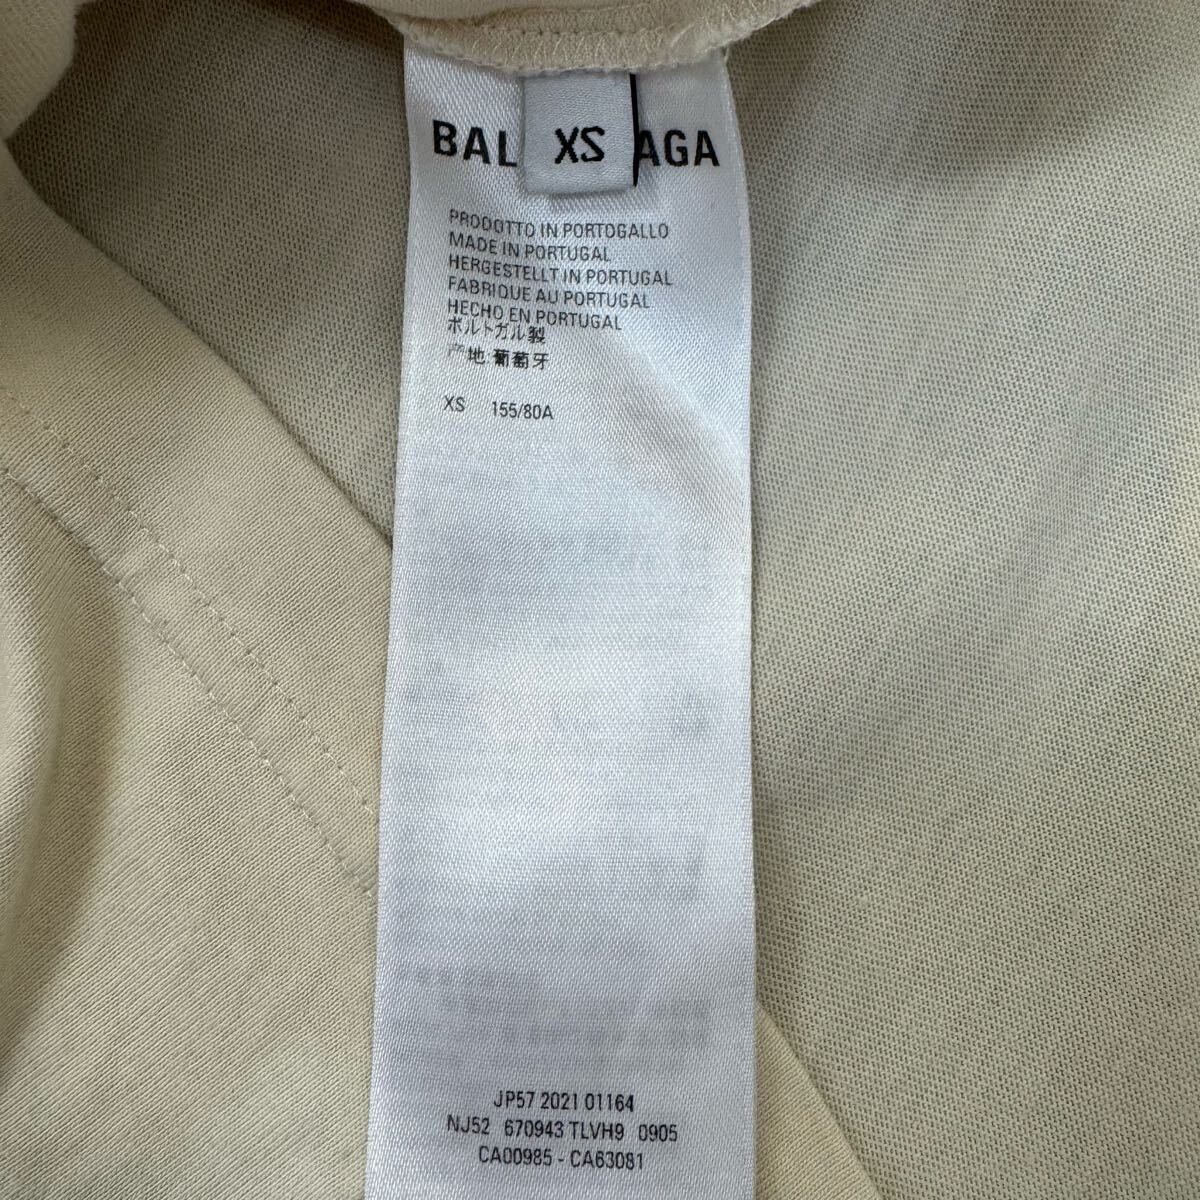 BAL XS AGA
PRODOTTO IN PORTOGALLO
MADE IN PORTUGAL
HERGESTELLT IN PORTUGAL
FABRIQUE AU PORTUGAL
HECHO EN PORTUGAL
ポルトガル製
产地:葡萄牙
XS 155/80A
JP57 2021 01164
NJ52 670943 TLVH9 0905
CA00985 - CA63081